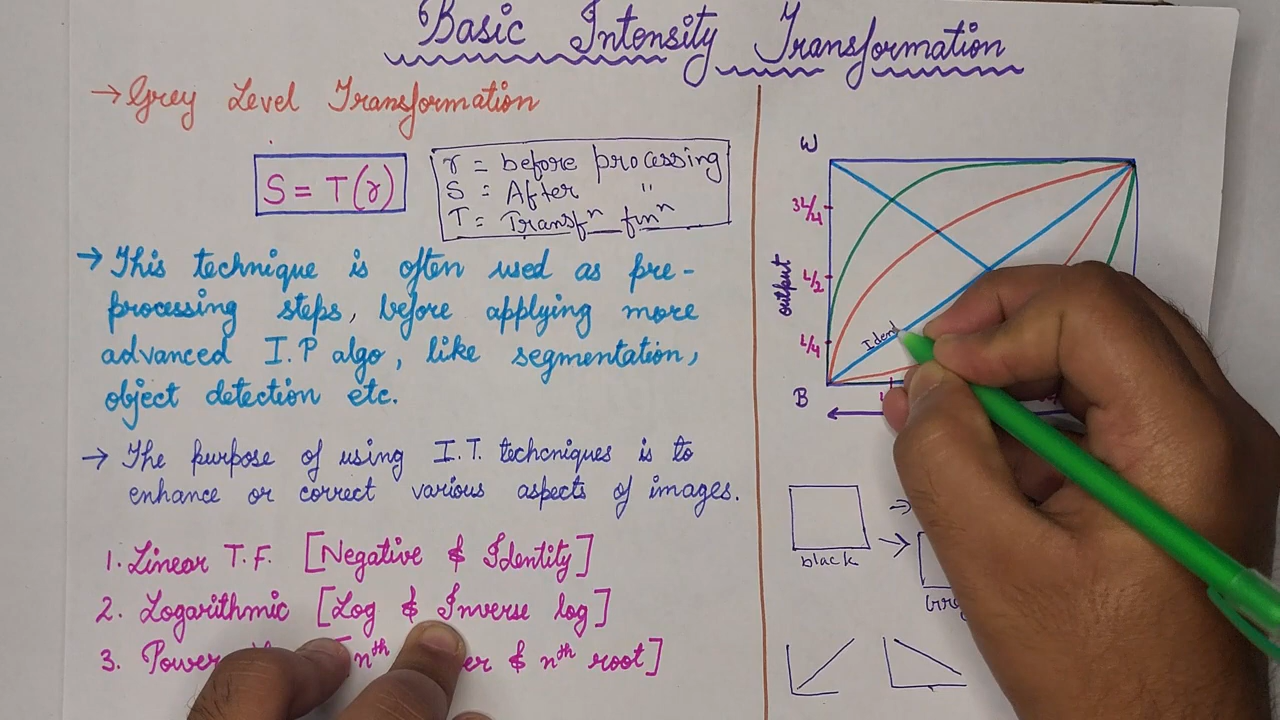 Basic Intensity Transformation
→ Grey Level Transformation
S = T(r)
r = before processing
S = After "
T = Transfⁿ funⁿ
→ This technique is often used as pre-
processing steps, before applying more
advanced I.P algo, like segmentation,
object detection etc.
→ The purpose of using I.T. techcniques is to
enhance or correct various aspects of images.
1. Linear T.F. [Negative & Identity]
2. Logarithmic [Log & Inverse log]
3. Power [nth & nth root]
W
3L/4
L/2
output
L/4
Iden
B
black